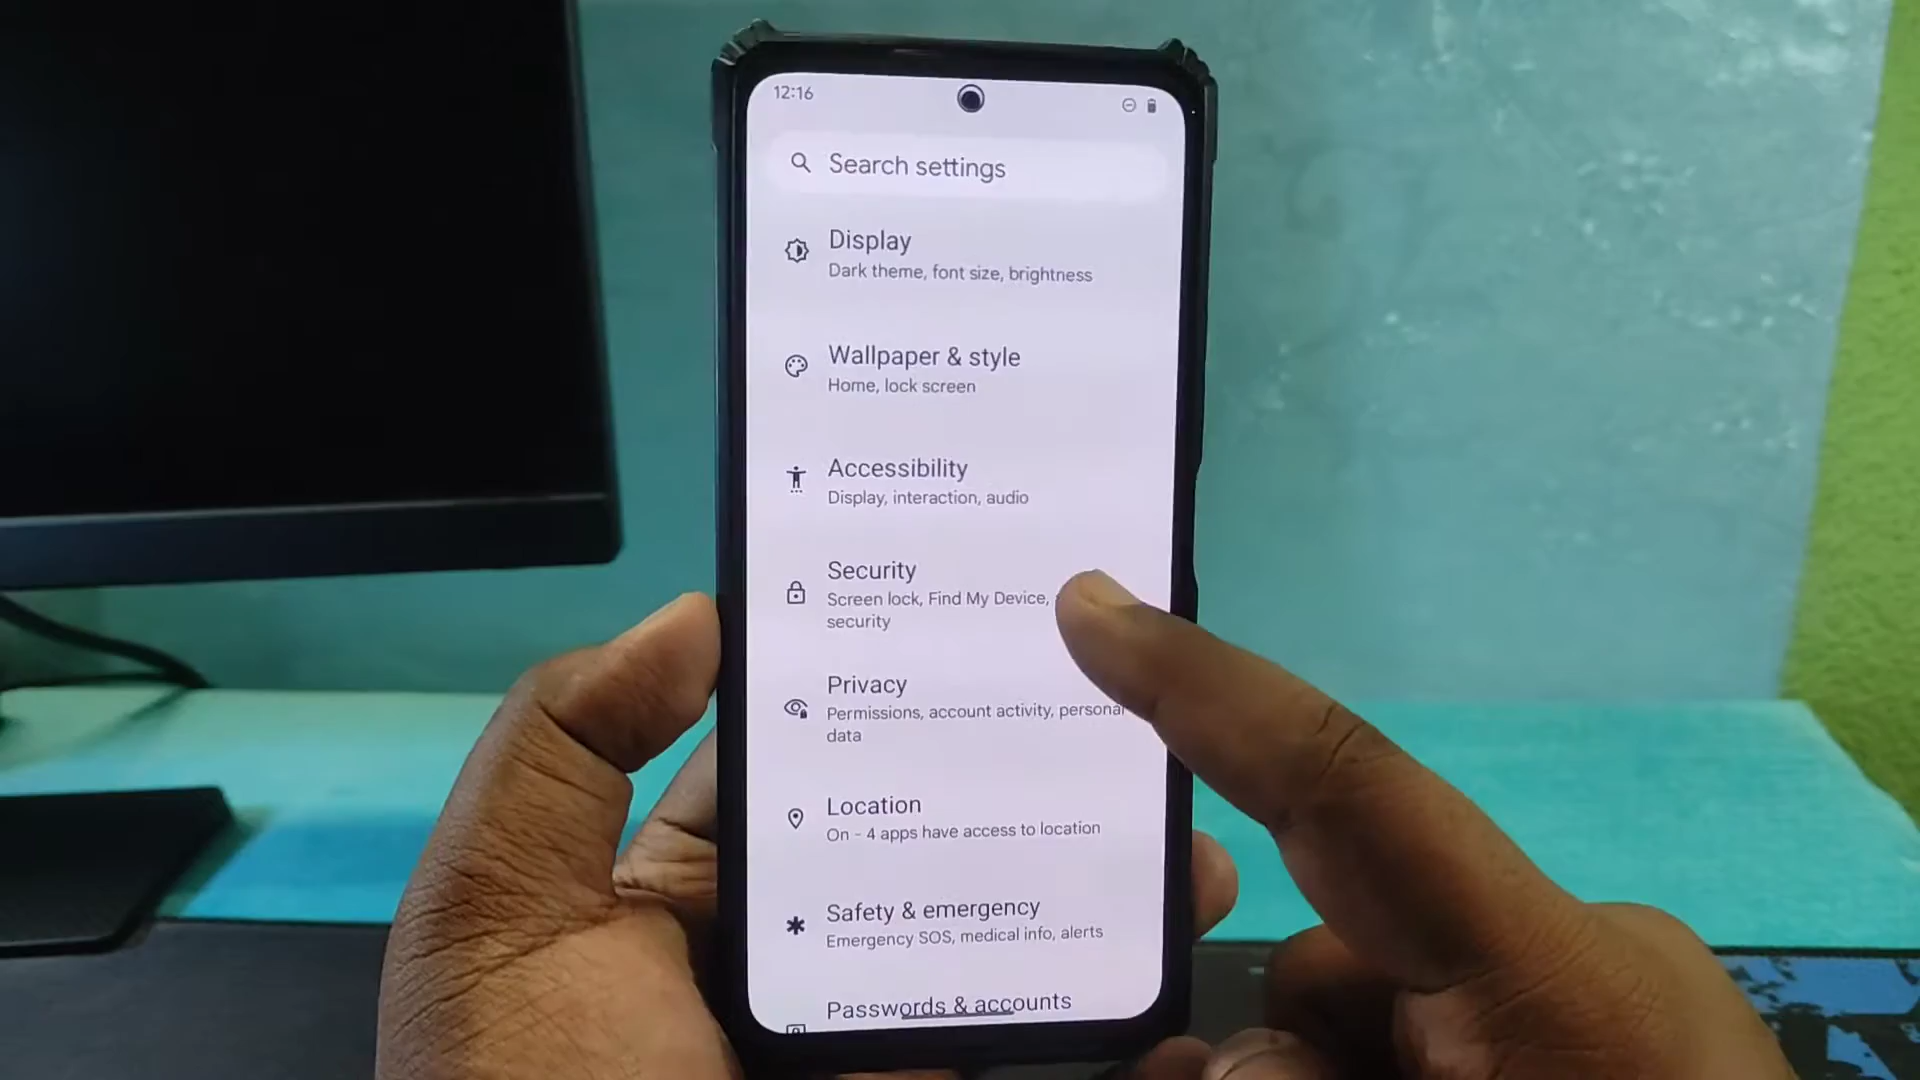 12:16
Search settings
Display
Dark theme, font size, brightness
Wallpaper & style
Home, lock screen
Accessibility
Display, interaction, audio
Security
Screen lock, Find My Device,
security
Privacy
Permissions, account activity, personal
data
Location
On - 4 apps have access to location
Safety & emergency
Emergency SOS, medical info, alerts
Passwords & accounts